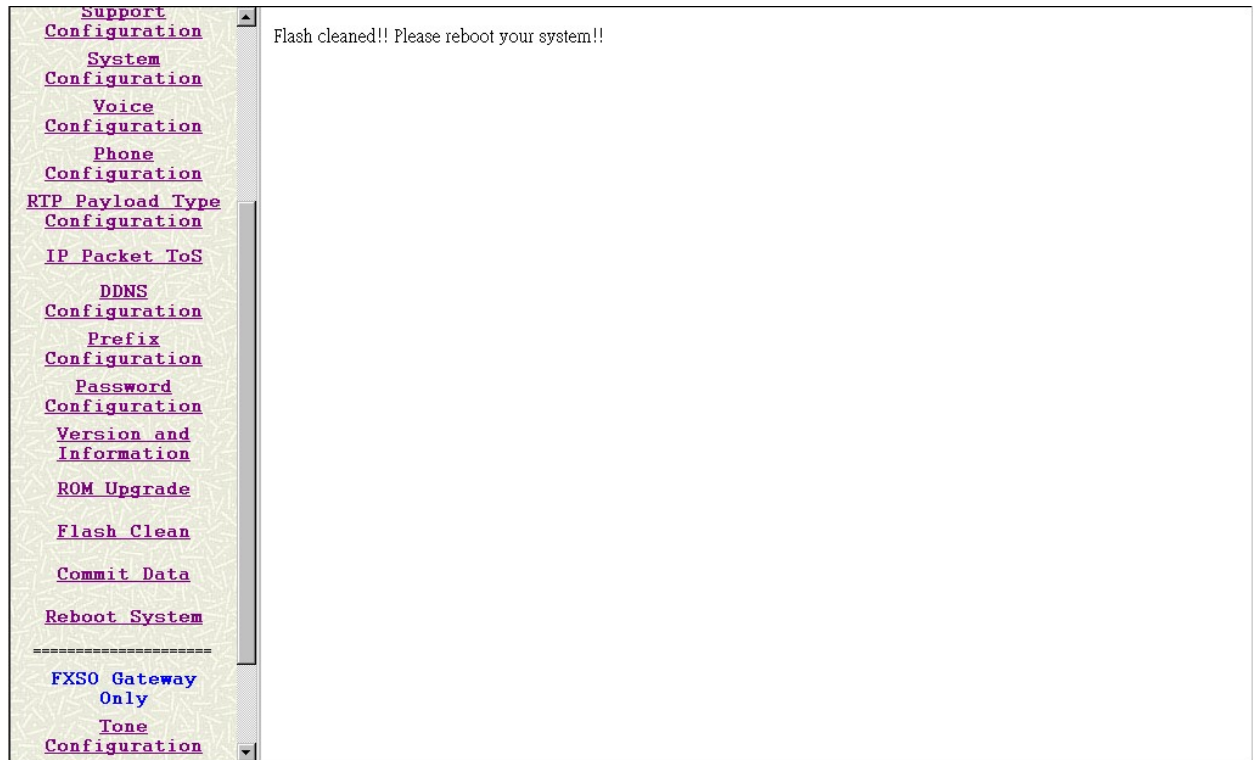 Support
Configuration
System
Configuration
Voice
Configuration
Phone
Configuration
RTP Payload Type
Configuration
IP Packet ToS
DDNS
Configuration
Prefix
Configuration
Password
Configuration
Version and
Information
ROM Upgrade
Flash Clean
Commit Data
Reboot System
=====================
FXSO Gateway
Only
Tone
Configuration
Flash cleaned!! Please reboot your system!!